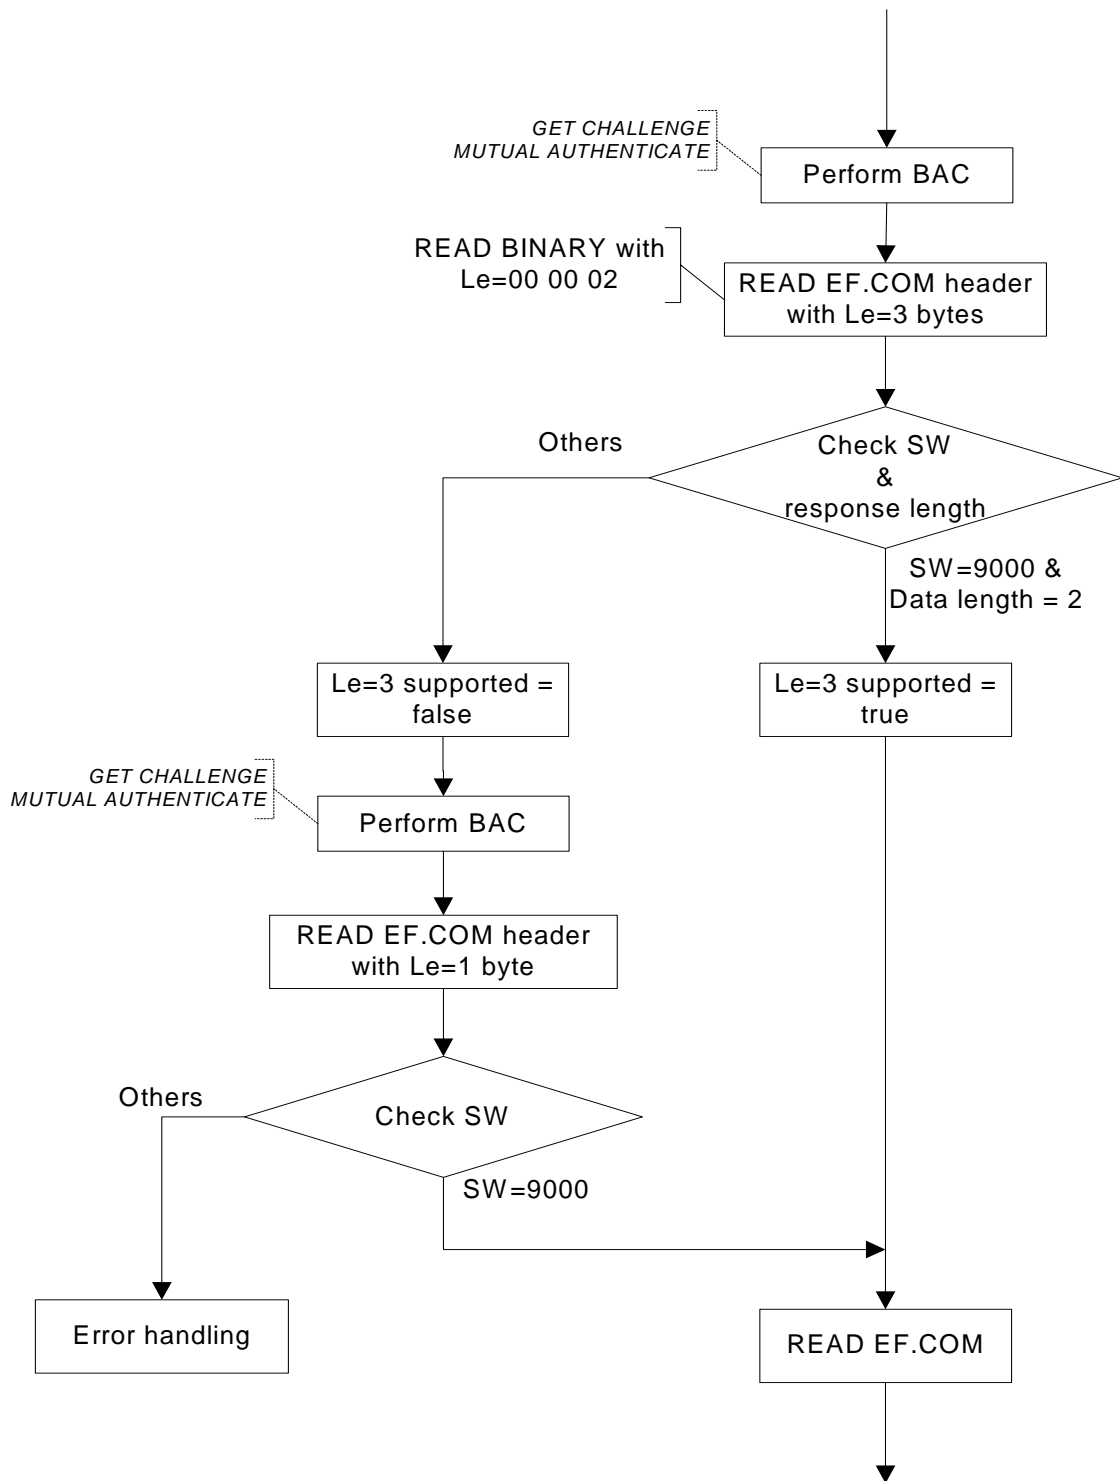 GET CHALLENGE
MUTUAL AUTHENTICATE
Perform BAC
READ BINARY with
Le=00 00 02
READ EF.COM header
with Le=3 bytes
Others
Check SW
&
response length
SW=9000 &
Data length = 2
Le=3 supported =
false
Le=3 supported =
true
GET CHALLENGE
MUTUAL AUTHENTICATE
Perform BAC
READ EF.COM header
with Le=1 byte
Others
Check SW
SW=9000
Error handling
READ EF.COM